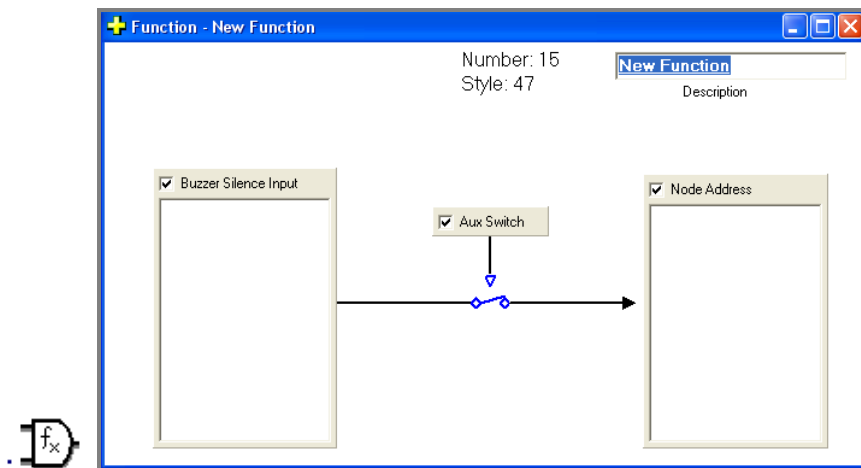 Function - New Function
Number: 15
Style: 47
New Function
Description
Buzzer Silence Input
Aux Switch
Node Address
fx